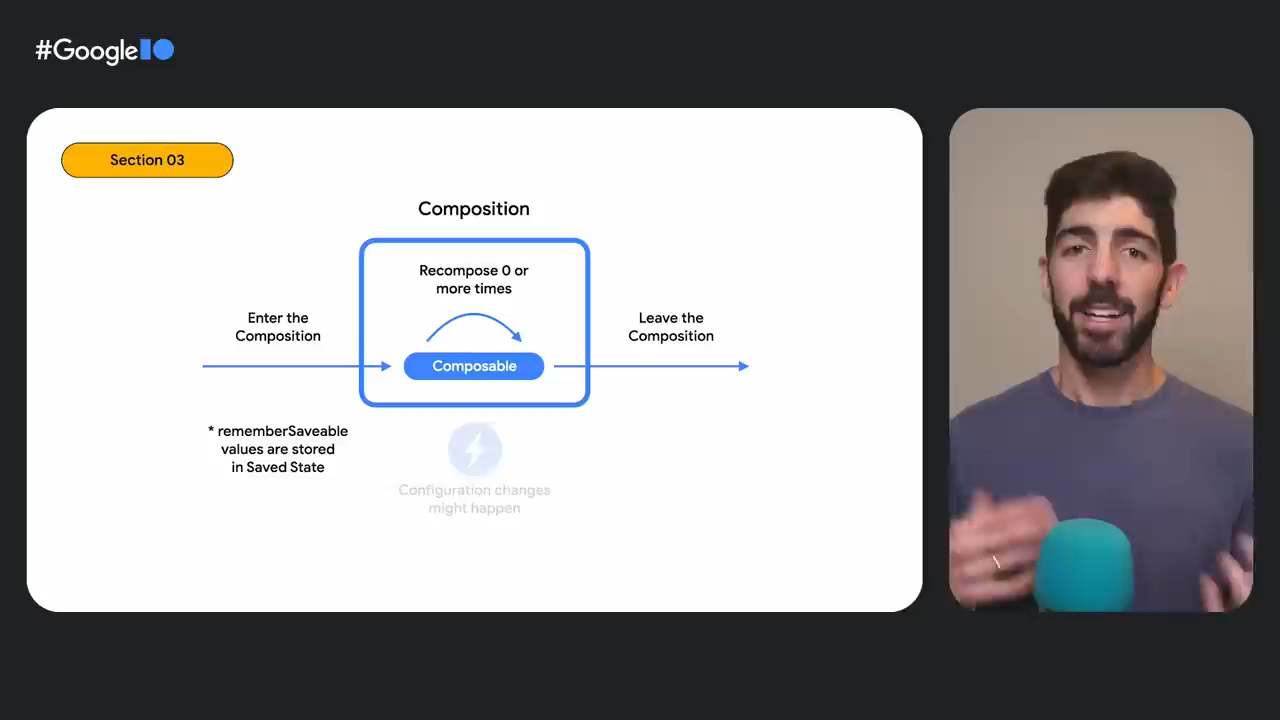 #GoogleIO
Section 03
Composition
Recompose 0 or
more times
Enter the
Composition
Leave the
Composition
Composable
* rememberSaveable
values are stored
in Saved State
Configuration changes
might happen